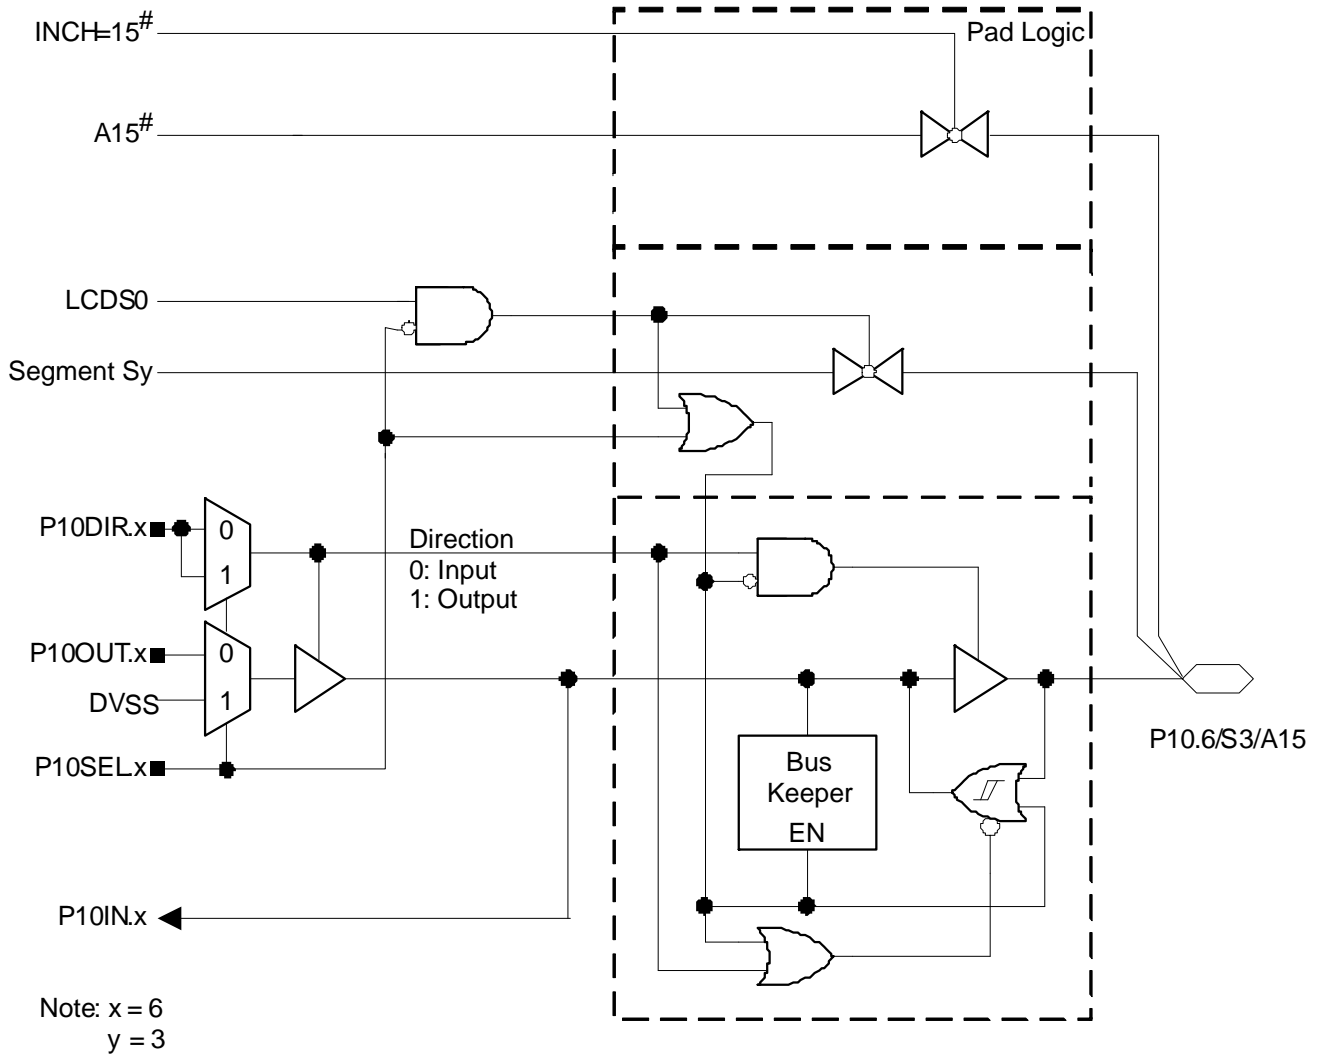 INCH=15#
Pad Logic
A15#
LCDS0
Segment Sy
P10DIR.x
0
1
Direction
0: Input
1: Output
P10OUT.x
0
DVSS
1
P10SEL.x
P10.6/S3/A15
Bus
Keeper
EN
P10IN.x
Note: x = 6
y = 3